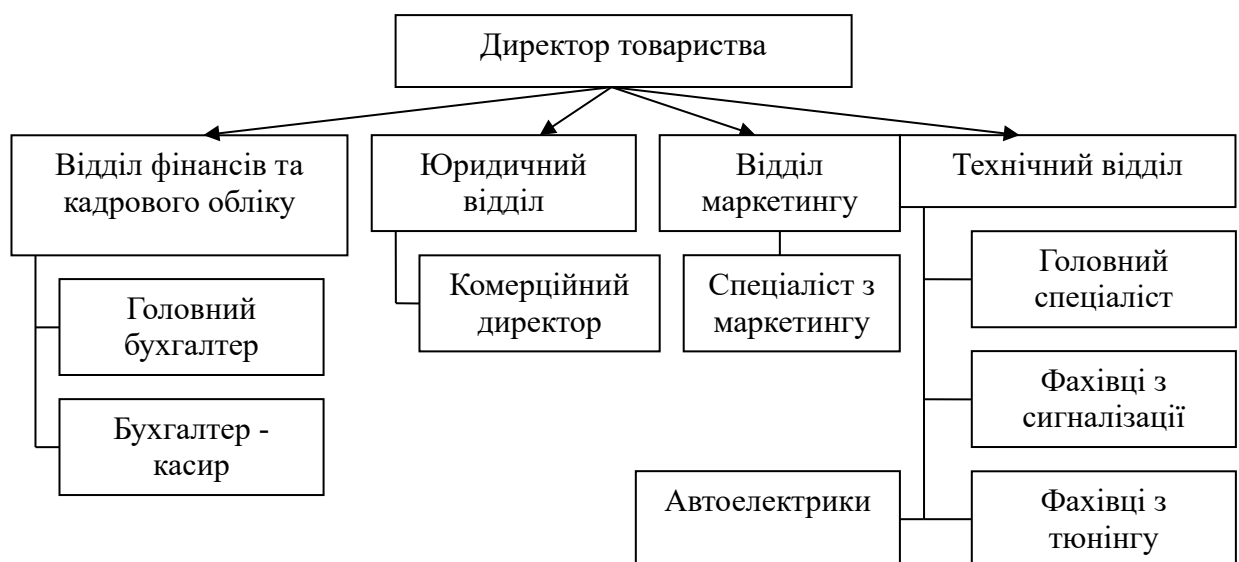 Директор товариства
Відділ фінансів та
кадрового обліку
Юридичний
відділ
Відділ
маркетингу
Технічний відділ
Головний
бухгалтер
Бухгалтер -
касир
Комерційний
директор
Спеціаліст з
маркетингу
Головний
спеціаліст
Фахівці з
сигналізації
Автоелектрики
Фахівці з
тюнінгу